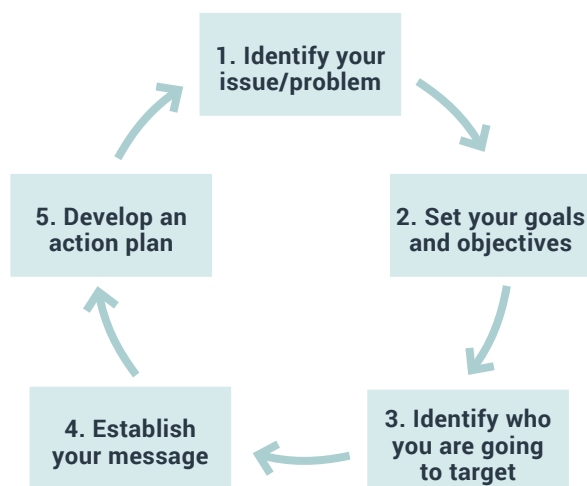 1. Identify your
issue/problem
2. Set your goals
and objectives
3. Identify who
you are going
to target
4. Establish
your message
5. Develop an
action plan